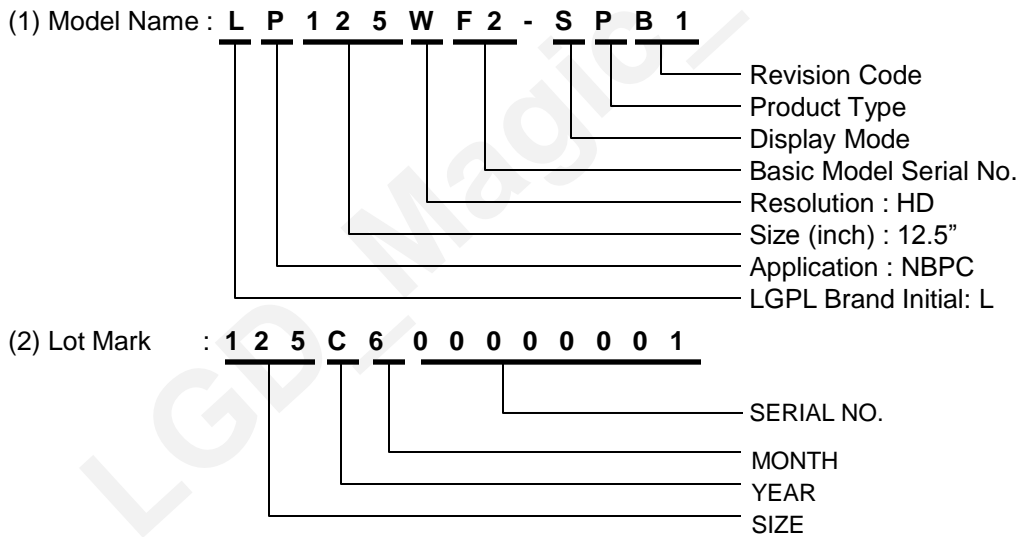 (1) Model Name : L P 1 2 5 W F 2 - S P B 1
Revision Code
Product Type
Display Mode
Basic Model Serial No.
Resolution : HD
Size (inch) : 12.5”
Application : NBPC
LGPL Brand Initial: L
(2) Lot Mark : 1 2 5 C 6 0 0 0 0 0 0 0 1
SERIAL NO.
MONTH
YEAR
SIZE
LGD_Magic_